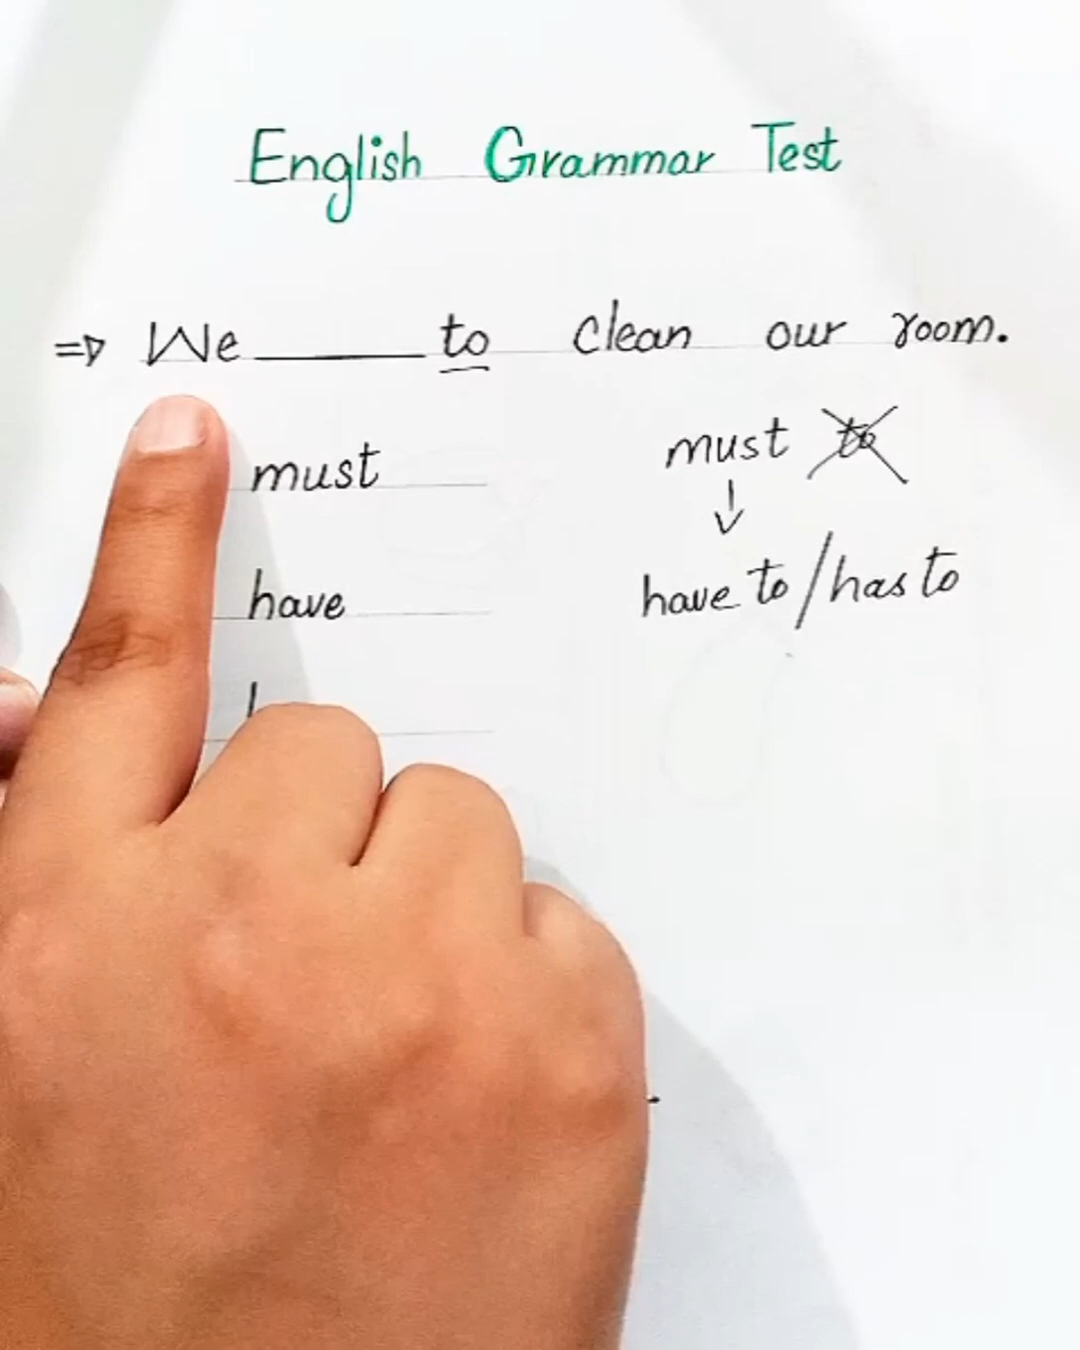 English Grammar Test
⇒ We ______ to clean our room.
must
must to
↓
have
have to / has to